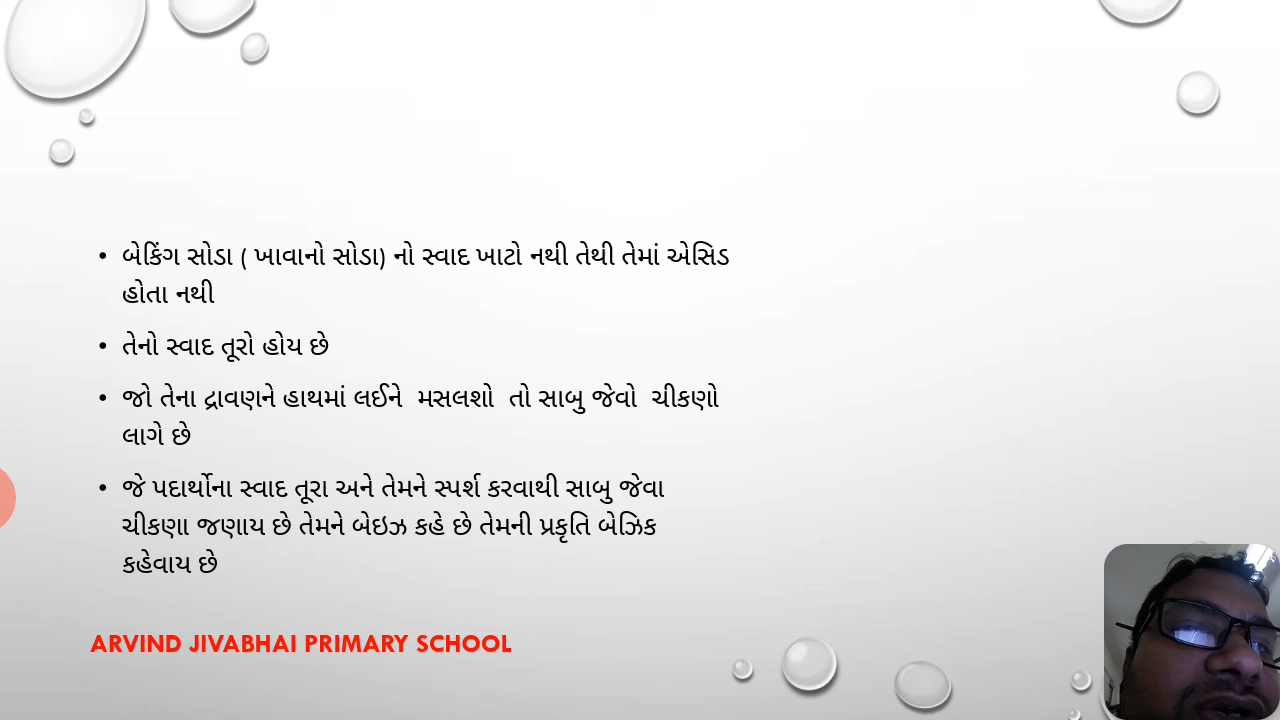 • બેકિંગ સોડા ( ખાવાનો સોડા) નો સ્વાદ ખાટો નથી તેથી તેમાં એસિડ
હોતા નથી
• તેનો સ્વાદ તૂરો હોય છે
• જો તેના દ્રાવણને હાથમાં લઈને મસલશો તો સાબુ જેવો ચીકણો
લાગે છે
• જે પદાર્થોના સ્વાદ તૂરા અને તેમને સ્પર્શ કરવાથી સાબુ જેવા
ચીકણા જણાય છે તેમને બેઇઝ કહે છે તેમની પ્રકૃતિ બેઝિક
કહેવાય છે
ARVIND JIVABHAI PRIMARY SCHOOL